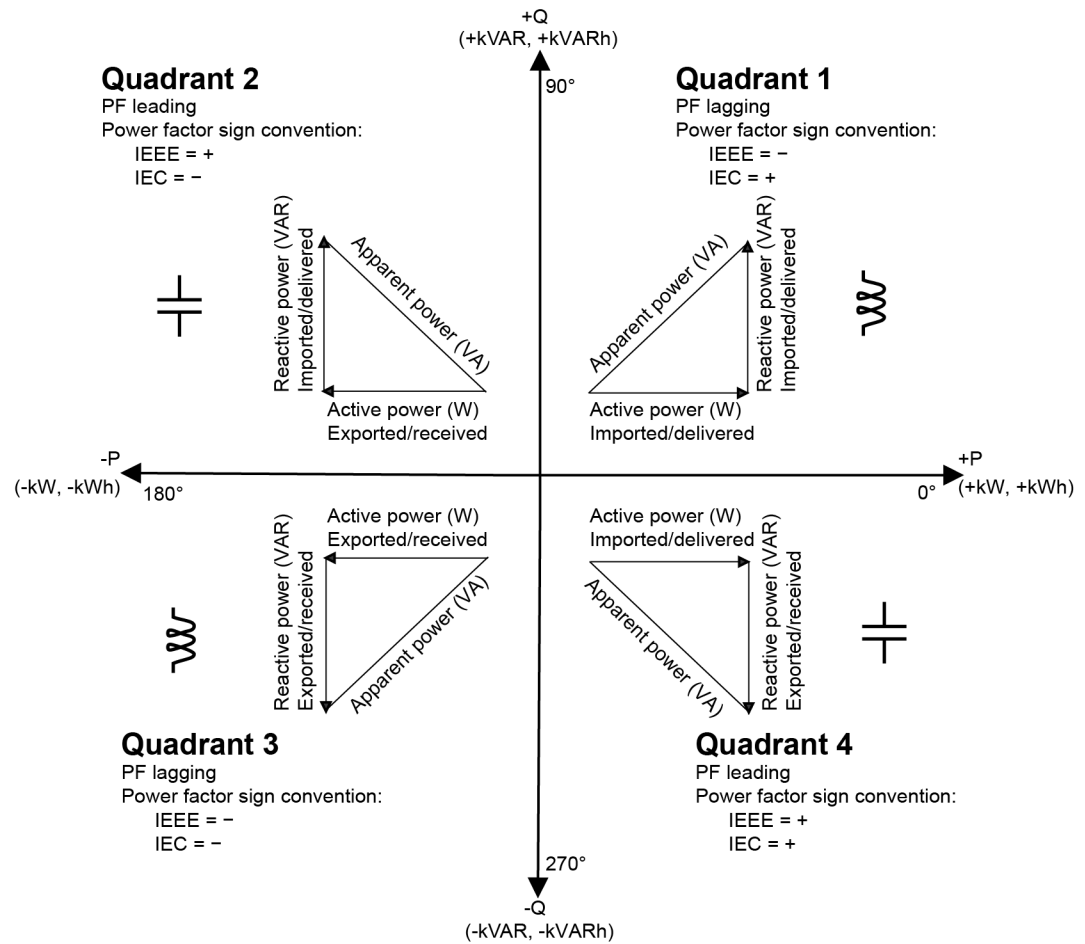 +Q
(+kVAR, +kVARh)
90°
Quadrant 2
PF leading
Power factor sign convention:
IEEE = +
IEC = −
Reactive power (VAR)
Imported/delivered
Apparent power (VA)
Active power (W)
Exported/received
Quadrant 1
PF lagging
Power factor sign convention:
IEEE = −
IEC = +
Apparent power (VA)
Reactive power (VAR)
Imported/delivered
Active power (W)
Imported/delivered
-P
(-kW, -kWh)
180°
0°
+P
(+kW, +kWh)
Active power (W)
Exported/received
Reactive power (VAR)
Exported/received
Apparent power (VA)
Quadrant 3
PF lagging
Power factor sign convention:
IEEE = −
IEC = −
Active power (W)
Imported/delivered
Apparent power (VA)
Reactive power (VAR)
Exported/received
Quadrant 4
PF leading
Power factor sign convention:
IEEE = +
IEC = +
270°
-Q
(-kVAR, -kVARh)